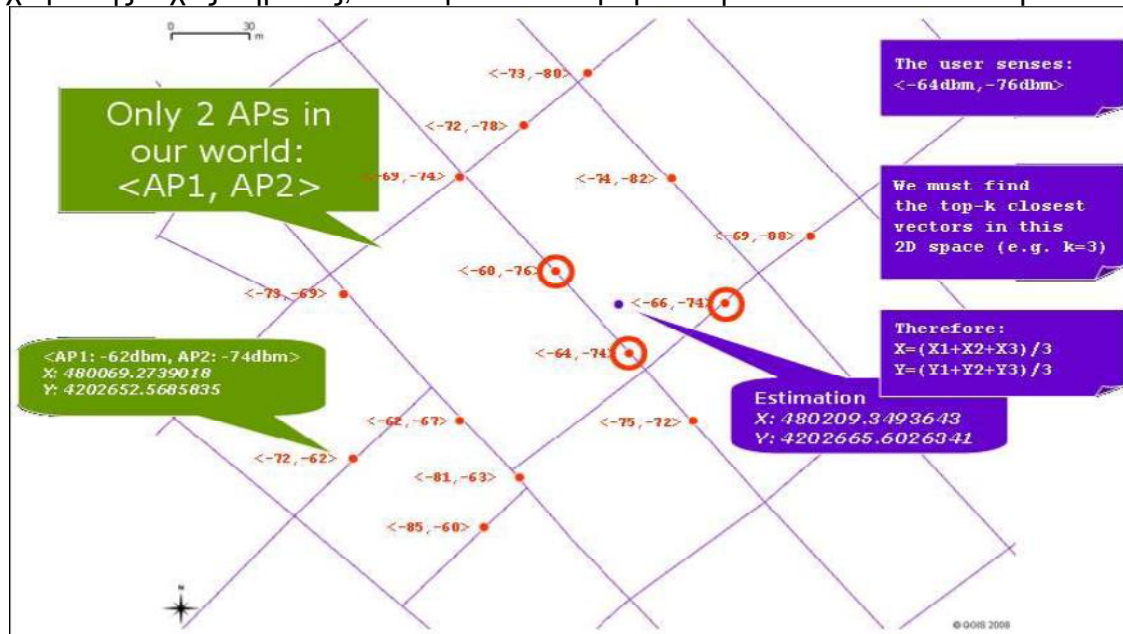 0 30
m
The user senses:
<-64dbm,-76dbm>
<-73,-80>
Only 2 APs in
our world:
<AP1, AP2>
<-72,-78>
<-69,-74>
<-74,-82>
We must find
the top-k closest
vectors in this
2D space (e.g. k=3)
<-69,-80>
<-60,-76>
<-73,-69>
<-66,-74>
Therefore:
X=(X1+X2+X3)/3
Y=(Y1+Y2+Y3)/3
<AP1: -62dbm, AP2: -74dbm>
X: 480069.2739018
Y: 4202652.5685835
<-64,-74>
Estimation
X: 480209.3493643
Y: 4202665.6026341
<-62,-67>
<-75,-72>
<-72,-62>
<-81,-63>
<-85,-60>
N